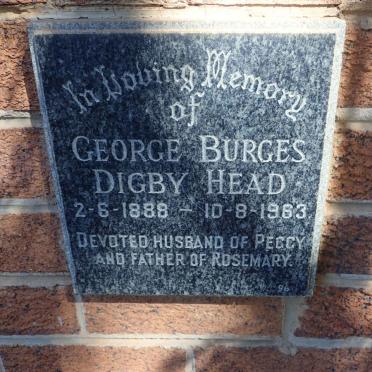 In Loving Memory
of
GEORGE BURGES
DIGBY HEAD
2-6-1888 - 10-8-1963
DEVOTED HUSBAND OF PEGGY
AND FATHER OF ROSEMARY.